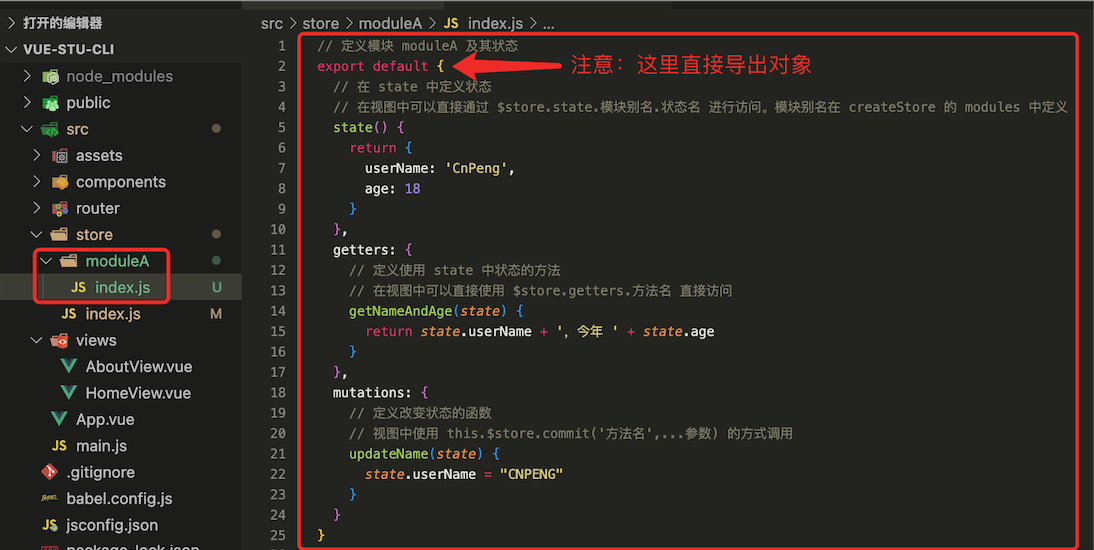 打开的编辑器
VUE-STU-CLI
node_modules
public
src
assets
components
router
store
moduleA
JS index.js U
JS index.js M
views
AboutView.vue
HomeView.vue
App.vue
JS main.js
.gitignore
BABEL babel.config.js
JS jsconfig.json
package-lock.json
src > store > moduleA > JS index.js > ...
1 // 定义模块 moduleA 及其状态
2 export default {
注意：这里直接导出对象
3 // 在 state 中定义状态
4 // 在视图中可以直接通过 $store.state.模块别名.状态名 进行访问。模块别名在 createStore 的 modules 中定义
5 state() {
6 return {
7 userName: 'CnPeng',
8 age: 18
9 }
10 },
11 getters: {
12 // 定义使用 state 中状态的方法
13 // 在视图中可以直接使用 $store.getters.方法名 直接访问
14 getNameAndAge(state) {
15 return state.userName + ', 今年 ' + state.age
16 }
17 },
18 mutations: {
19 // 定义改变状态的函数
20 // 视图中使用 this.$store.commit('方法名',...参数) 的方式调用
21 updateName(state) {
22 state.userName = "CNPENG"
23 }
24 }
25 }